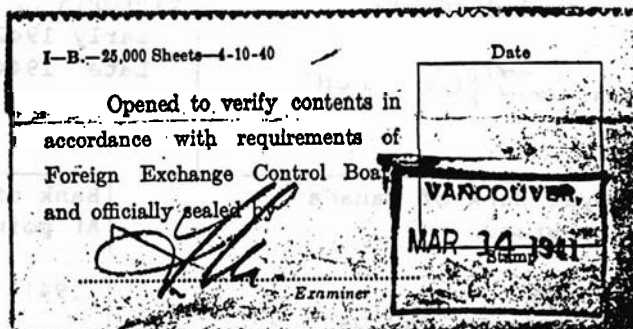 I—B.—25,000 Sheets—4-10-40
Date
Opened to verify contents in
accordance with requirements of
Foreign Exchange Control Boa
and officially sealed by
VANCOUVER,
MAR 14 1941
Stamp
Examiner